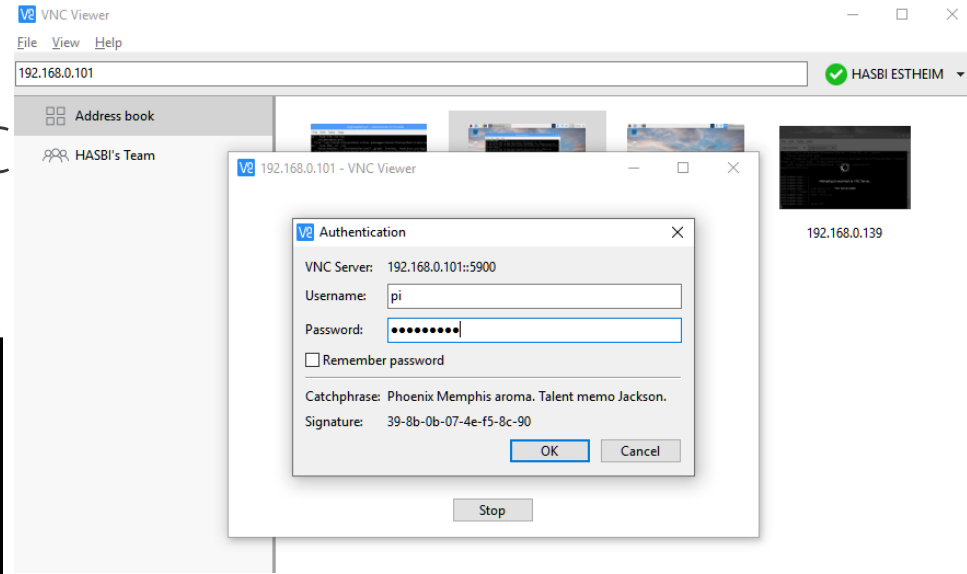 VNC Viewer
File View Help
192.168.0.101
HASBI ESTHEIM
Address book
HASBI's Team
192.168.0.101 - VNC Viewer
192.168.0.139
Authentication
VNC Server: 192.168.0.101::5900
Username: pi
Password: •••••••••
Remember password
Catchphrase: Phoenix Memphis aroma. Talent memo Jackson.
Signature: 39-8b-0b-07-4e-f5-8c-90
OK Cancel
Stop